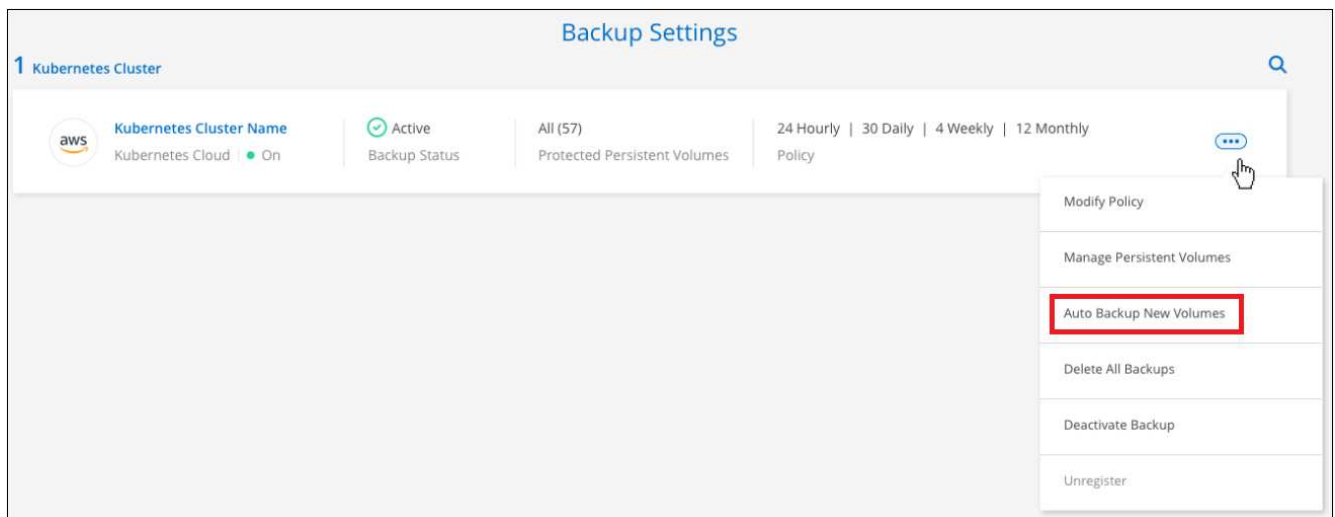 Backup Settings
1 Kubernetes Cluster
aws
Kubernetes Cluster Name
Kubernetes Cloud | On
Active
Backup Status
All (57)
Protected Persistent Volumes
24 Hourly | 30 Daily | 4 Weekly | 12 Monthly
Policy
Modify Policy
Manage Persistent Volumes
Auto Backup New Volumes
Delete All Backups
Deactivate Backup
Unregister